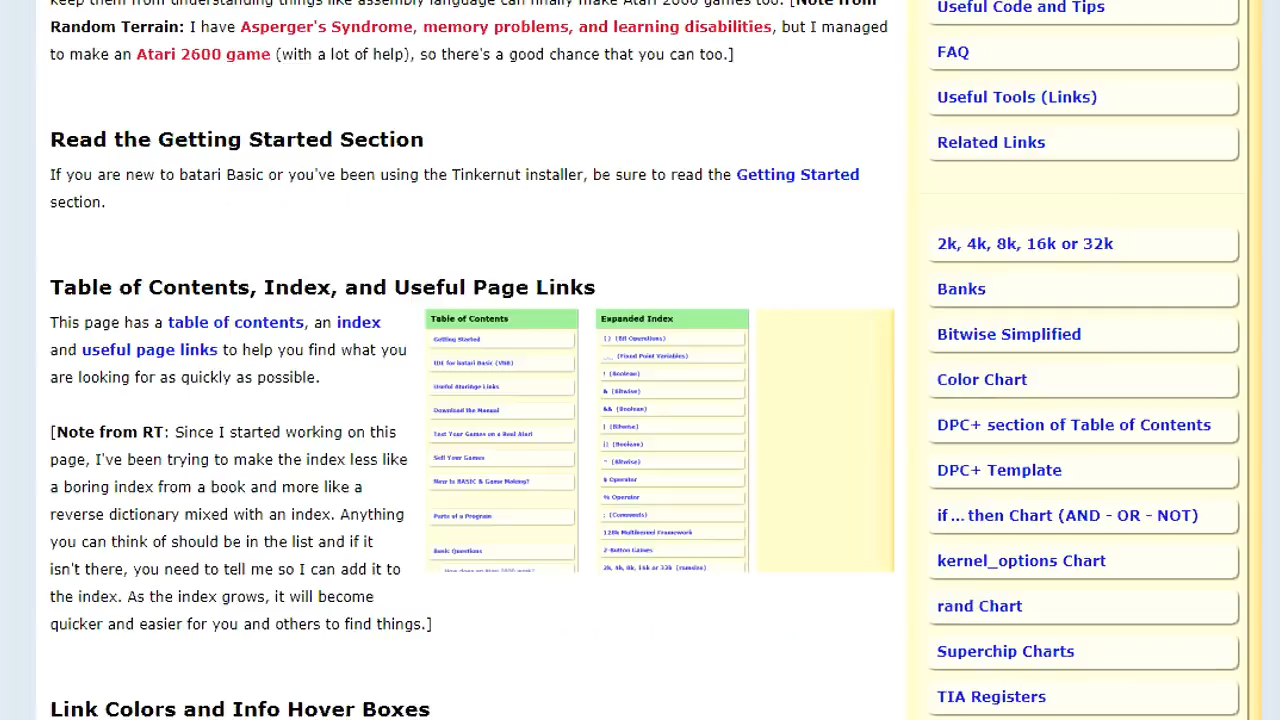 keep them from understanding things like assembly language can finally make Atari 2600 games too. [Note from
Random Terrain: I have Asperger's Syndrome, memory problems, and learning disabilities, but I managed
to make an Atari 2600 game (with a lot of help), so there's a good chance that you can too.]
Read the Getting Started Section
If you are new to batari Basic or you've been using the Tinkernut installer, be sure to read the Getting Started
section.
Table of Contents, Index, and Useful Page Links
This page has a table of contents, an index
and useful page links to help you find what you
are looking for as quickly as possible.
[Note from RT: Since I started working on this
page, I've been trying to make the index less like
a boring index from a book and more like a
reverse dictionary mixed with an index. Anything
you can think of should be in the list and if it
isn't there, you need to tell me so I can add it to
the index. As the index grows, it will become
quicker and easier for you and others to find things.]
Table of Contents
Getting Started
IDE for batari Basic (VbB)
Useful AtariAge Links
Download the Manual
Test Your Games on a Real Atari
Sell Your Games
New to BASIC & Game Making?
Parts of a Program
Basic Questions
How does an Atari 2600 work?
Expanded Index
{} (Bit Operations)
(Fixed Point Variables)
! (Boolean)
& (Bitwise)
&& (Boolean)
| (Bitwise)
|| (Boolean)
^ (Bitwise)
$ Operator
% Operator
; (Comments)
128k Multikernel Framework
2-Button Games
2k, 4k, 8k, 16k or 32k (romsize)
Link Colors and Info Hover Boxes
Useful Code and Tips
FAQ
Useful Tools (Links)
Related Links
2k, 4k, 8k, 16k or 32k
Banks
Bitwise Simplified
Color Chart
DPC+ section of Table of Contents
DPC+ Template
if…then Chart (AND - OR - NOT)
kernel_options Chart
rand Chart
Superchip Charts
TIA Registers